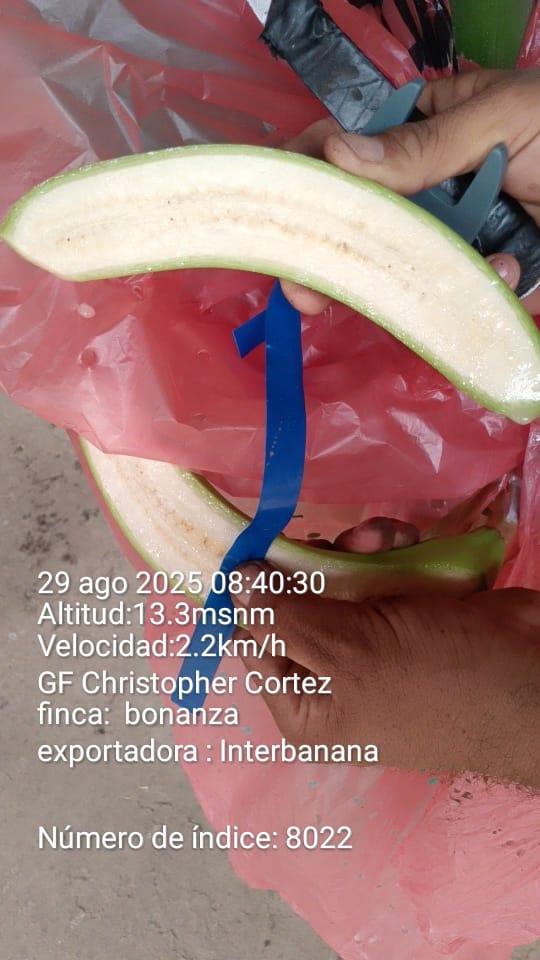 29 ago 2025 08:40:30
Altitud:13.3msnm
Velocidad:2.2km/h
GF Christopher Cortez
finca:  bonanza
exportadora : Interbanana
Número de índice: 8022